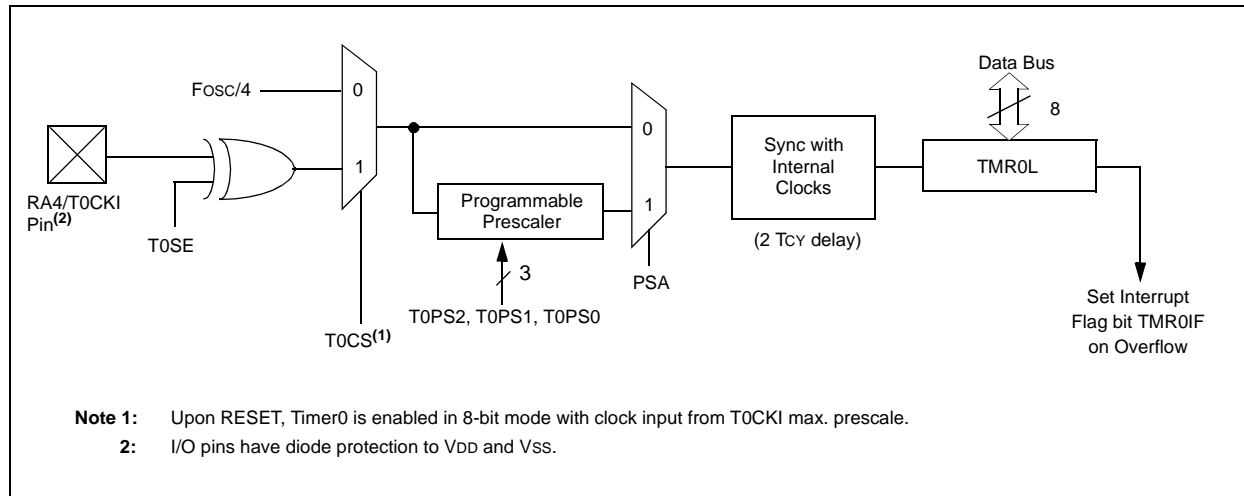 Data Bus
8
Fosc/4
0
1
RA4/T0CKI
Pin(2)
T0SE
T0CS(1)
Programmable
Prescaler
3
T0PS2, T0PS1, T0PS0
0
1
PSA
Sync with
Internal
Clocks
(2 TCY delay)
TMR0L
Set Interrupt
Flag bit TMR0IF
on Overflow
Note 1: Upon RESET, Timer0 is enabled in 8-bit mode with clock input from T0CKI max. prescale.
2: I/O pins have diode protection to VDD and VSS.